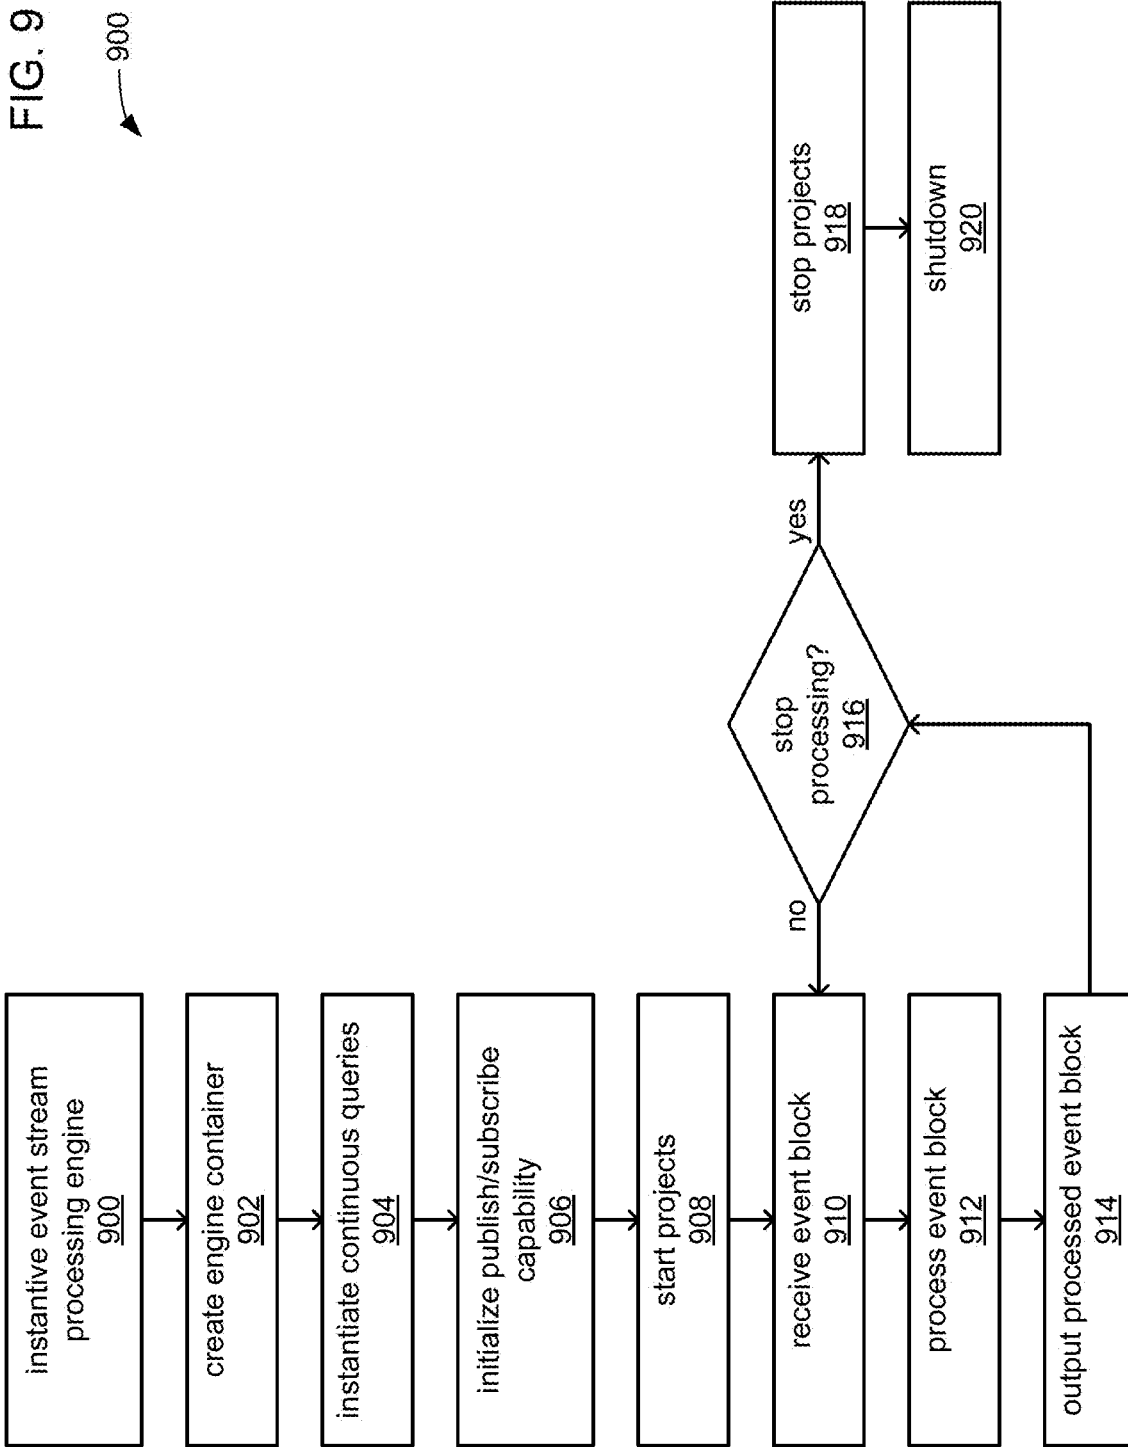 FIG. 9
900
instantive event stream
processing engine
900
create engine container
902
instantiate continuous queries
904
initialize publish/subscribe
capability
906
start projects
908
receive event block
910
process event block
912
output processed event block
914
stop
processing?
916
no
yes
stop projects
918
shutdown
920